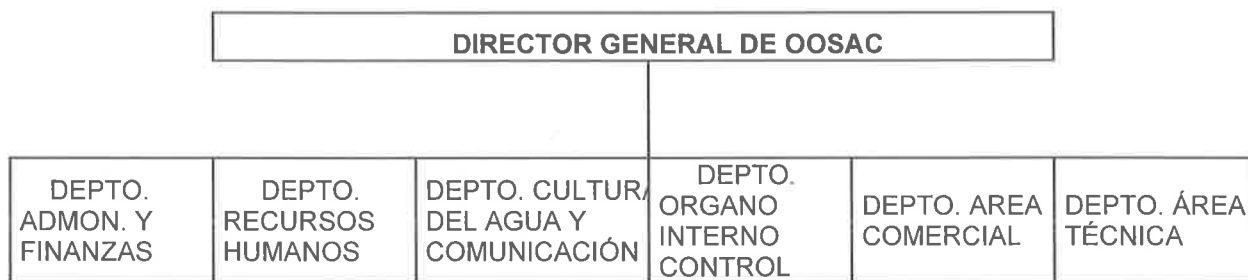 DIRECTOR GENERAL DE OOSAC
DEPTO.
ADMON. Y
FINANZAS
DEPTO.
RECURSOS
HUMANOS
DEPTO. CULTURA
DEL AGUA Y
COMUNICACIÓN
DEPTO.
ORGANO
INTERNO
CONTROL
DEPTO. AREA
COMERCIAL
DEPTO. ÁREA
TÉCNICA